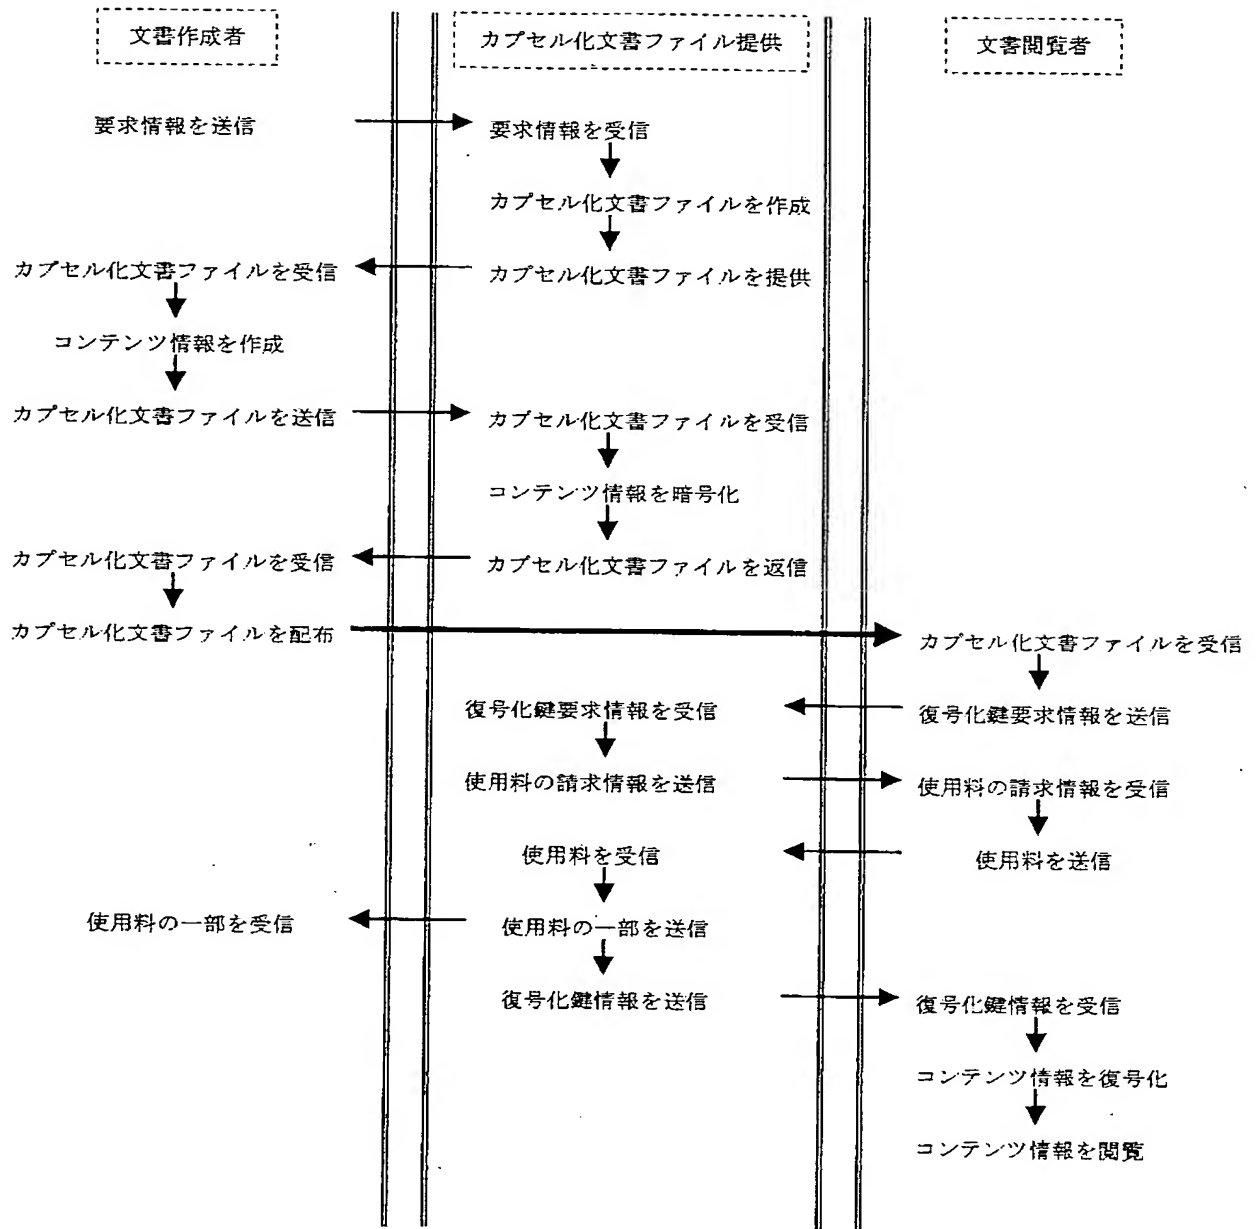 文書作成者
カプセル化文書ファイル提供
文書閲覧者
要求情報を送信
要求情報を受信
カプセル化文書ファイルを作成
カプセル化文書ファイルを受信
カプセル化文書ファイルを提供
コンテンツ情報を作成
カプセル化文書ファイルを送信
カプセル化文書ファイルを受信
コンテンツ情報を暗号化
カプセル化文書ファイルを受信
カプセル化文書ファイルを返信
カプセル化文書ファイルを配布
カプセル化文書ファイルを受信
復号化鍵要求情報を受信
復号化鍵要求情報を送信
使用料の請求情報を送信
使用料の請求情報を受信
使用料を受信
使用料を送信
使用料の一部を受信
使用料の一部を送信
復号化鍵情報を送信
復号化鍵情報を受信
コンテンツ情報を復号化
コンテンツ情報を閲覧